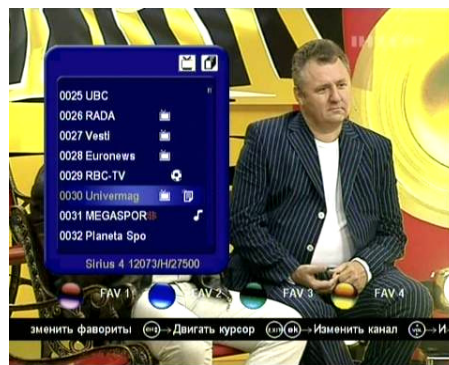 0025 UBC
0026 RADA
0027 Vesti
0028 Euronews
0029 RBC-TV
0030 Univermag
0031 MEGASPOR
0032 Planeta Spo
Sirius 4 12073/H/27500
FAV 1 FAV 2 FAV 3 FAV 4
зменить фавориты Двигать курсор ok Изменить канал И